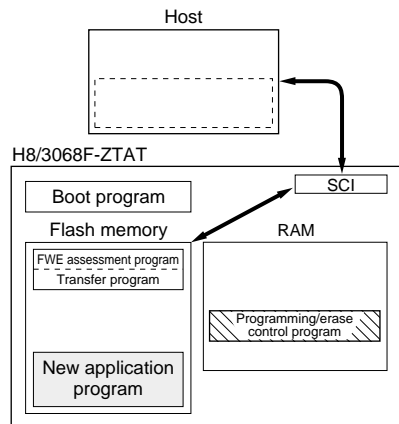 Host
H8/3068F-ZTAT
SCI
Boot program
Flash memory
RAM
FWE assessment program
Transfer program
Programming/erase
control program
New application
program